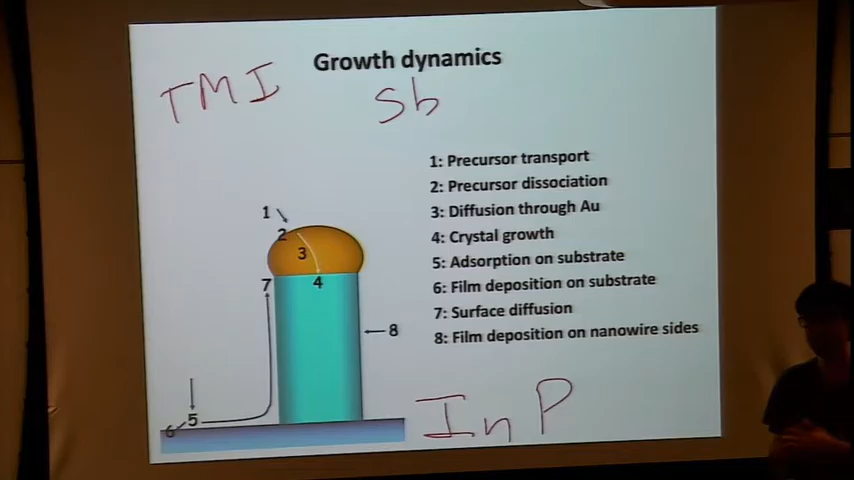 Growth dynamics
TMI
Sb
1: Precursor transport
2: Precursor dissociation
3: Diffusion through Au
4: Crystal growth
5: Adsorption on substrate
6: Film deposition on substrate
7: Surface diffusion
8: Film deposition on nanowire sides
1
2
3
7
4
8
5
6
InP